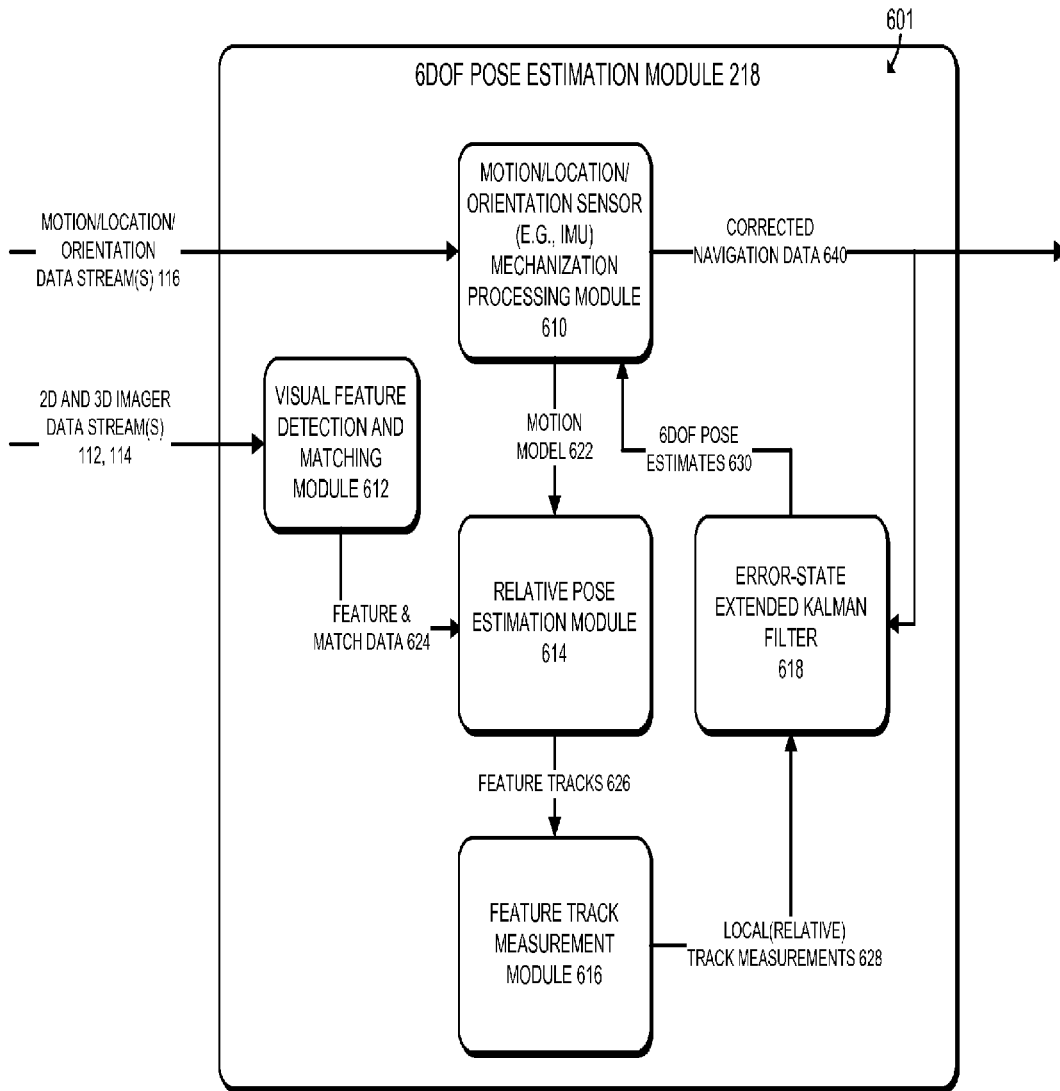 601
6DOF POSE ESTIMATION MODULE 218
MOTION/LOCATION/
ORIENTATION
DATA STREAM(S) 116
MOTION/LOCATION/
ORIENTATION SENSOR
(E.G., IMU)
MECHANIZATION
PROCESSING MODULE
610
CORRECTED
NAVIGATION DATA 640
2D AND 3D IMAGER
DATA STREAM(S)
112, 114
VISUAL FEATURE
DETECTION AND
MATCHING
MODULE 612
MOTION
MODEL 622
6DOF POSE
ESTIMATES 630
FEATURE &
MATCH DATA 624
RELATIVE POSE
ESTIMATION MODULE
614
ERROR-STATE
EXTENDED KALMAN
FILTER
618
FEATURE TRACKS 626
FEATURE TRACK
MEASUREMENT
MODULE 616
LOCAL(RELATIVE)
TRACK MEASUREMENTS 628